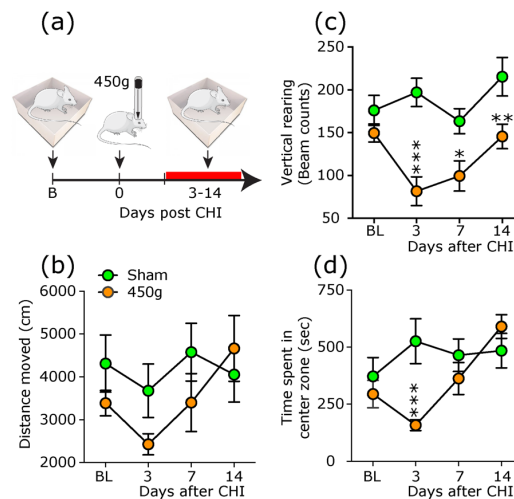 (a)
450g
B
0
3-14
Days post CHI
(b)
Sham
450g
Distance moved (cm)
6000
5000
4000
3000
2000
BL
3
7
14
Days after CHI
(c)
Vertical rearing
(Beam counts)
250
200
150
100
50
***
*
**
BL
3
7
14
Days after CHI
(d)
Time spent in
center zone (sec)
750
500
250
0
***
BL
3
7
14
Days after CHI